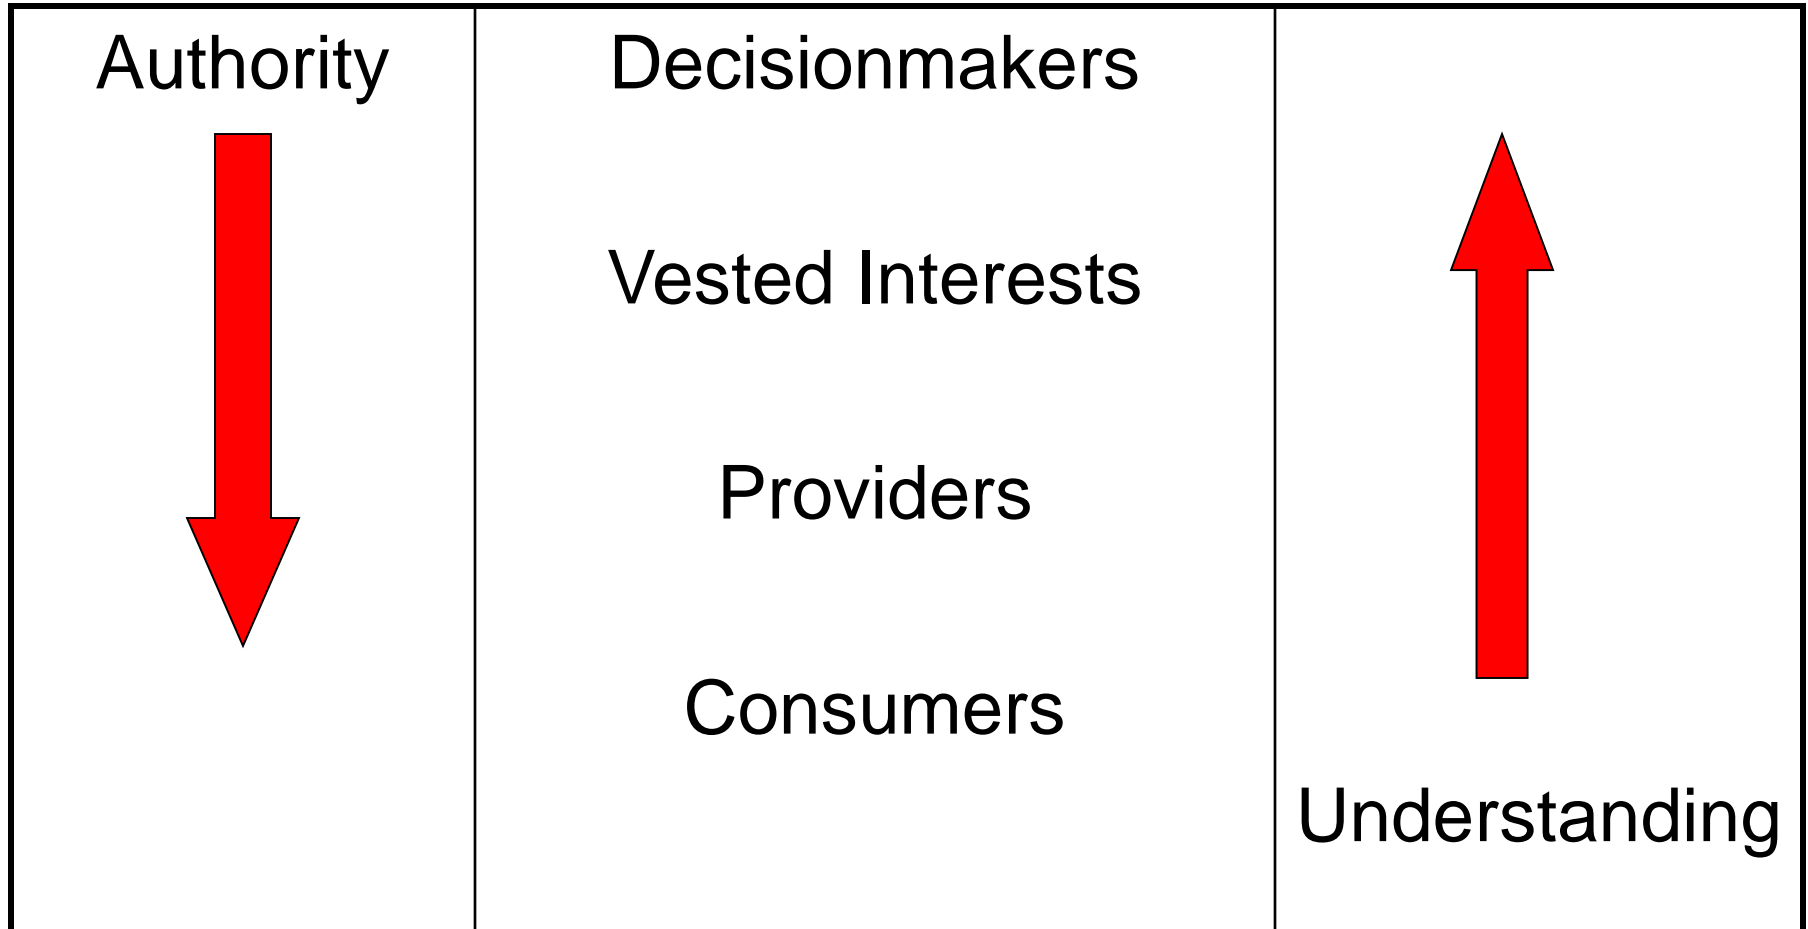 Authority
Decisionmakers
Vested Interests
Providers
Consumers
Understanding